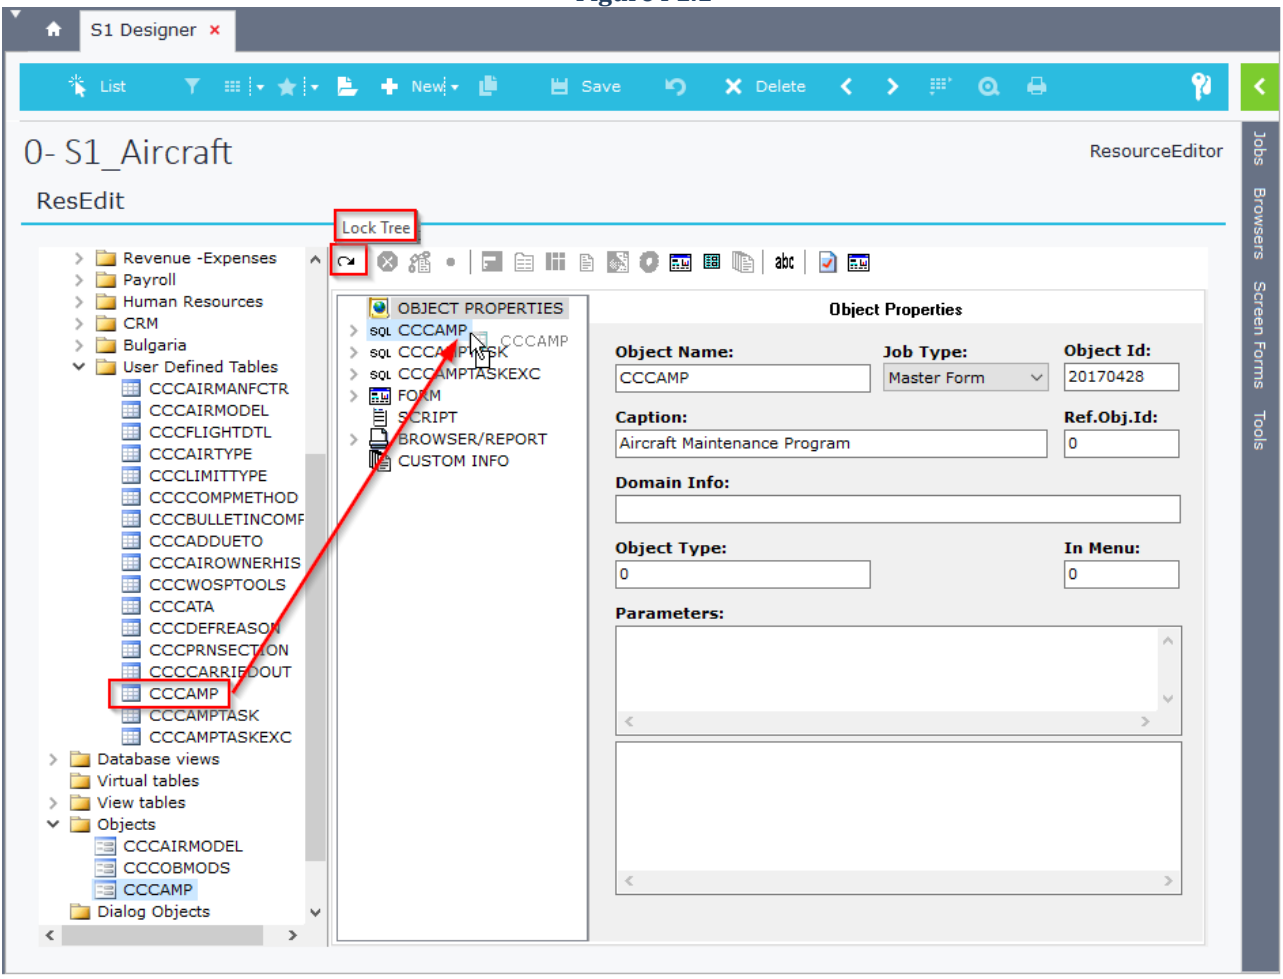 S1 Designer
List
New
Save
Delete
0- S1_Aircraft
ResourceEditor
ResEdit
Lock Tree
Revenue -Expenses
Payroll
Human Resources
CRM
Bulgaria
User Defined Tables
CCCAIRMANFCTR
CCCAIRMODEL
CCCFLIGHTDTL
CCCAIRTYPE
CCCLIMITTYPE
CCCCOMPMETHOD
CCCBULLETINCOMF
CCCADDUETO
CCCAIROWNERHIS
CCCWOSPTOOLS
CCCATA
CCCDEFREASON
CCCPRNSECTION
CCCCARRIEDOUT
CCCAMP
CCCAMPTASK
CCCAMPTASKEXC
Database views
Virtual tables
View tables
Objects
CCCAIRMODEL
CCCOBMODS
CCCAMP
Dialog Objects
abc
OBJECT PROPERTIES
SQL CCCAMP
CCCAMP
SQL CCCAMPTASK
SQL CCCAMPTASKEXC
FORM
SCRIPT
BROWSER/REPORT
CUSTOM INFO
Object Properties
Object Name: Job Type: Object Id:
CCCAMP Master Form 20170428
Caption: Ref.Obj.Id:
Aircraft Maintenance Program 0
Domain Info:
Object Type: In Menu:
0 0
Parameters:
Jobs
Browsers
Screen Forms
Tools